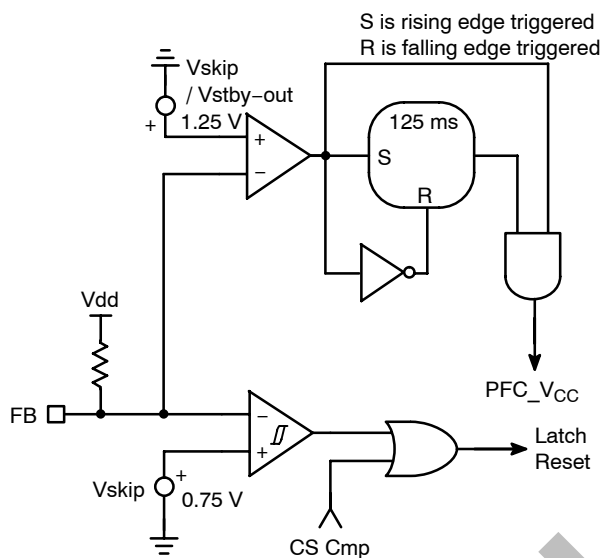 S is rising edge triggered
R is falling edge triggered
Vskip
/ Vstby−out
+ 1.25 V
+
−
125 ms
S
R
Vdd
FB
PFC_VCC
−
+
Vskip
+
0.75 V
Latch
Reset
CS Cmp